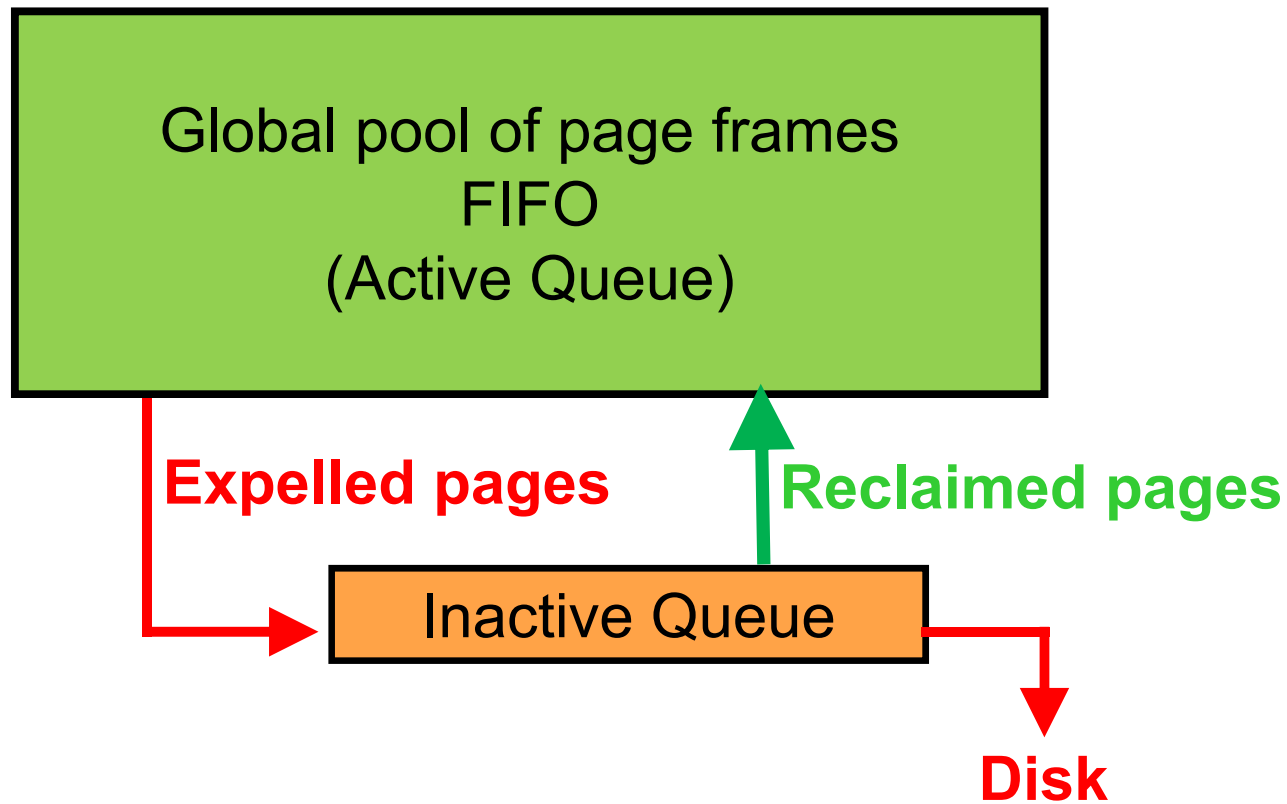 Global pool of page frames
FIFO
(Active Queue)
Expelled pages
Reclaimed pages
Inactive Queue
Disk